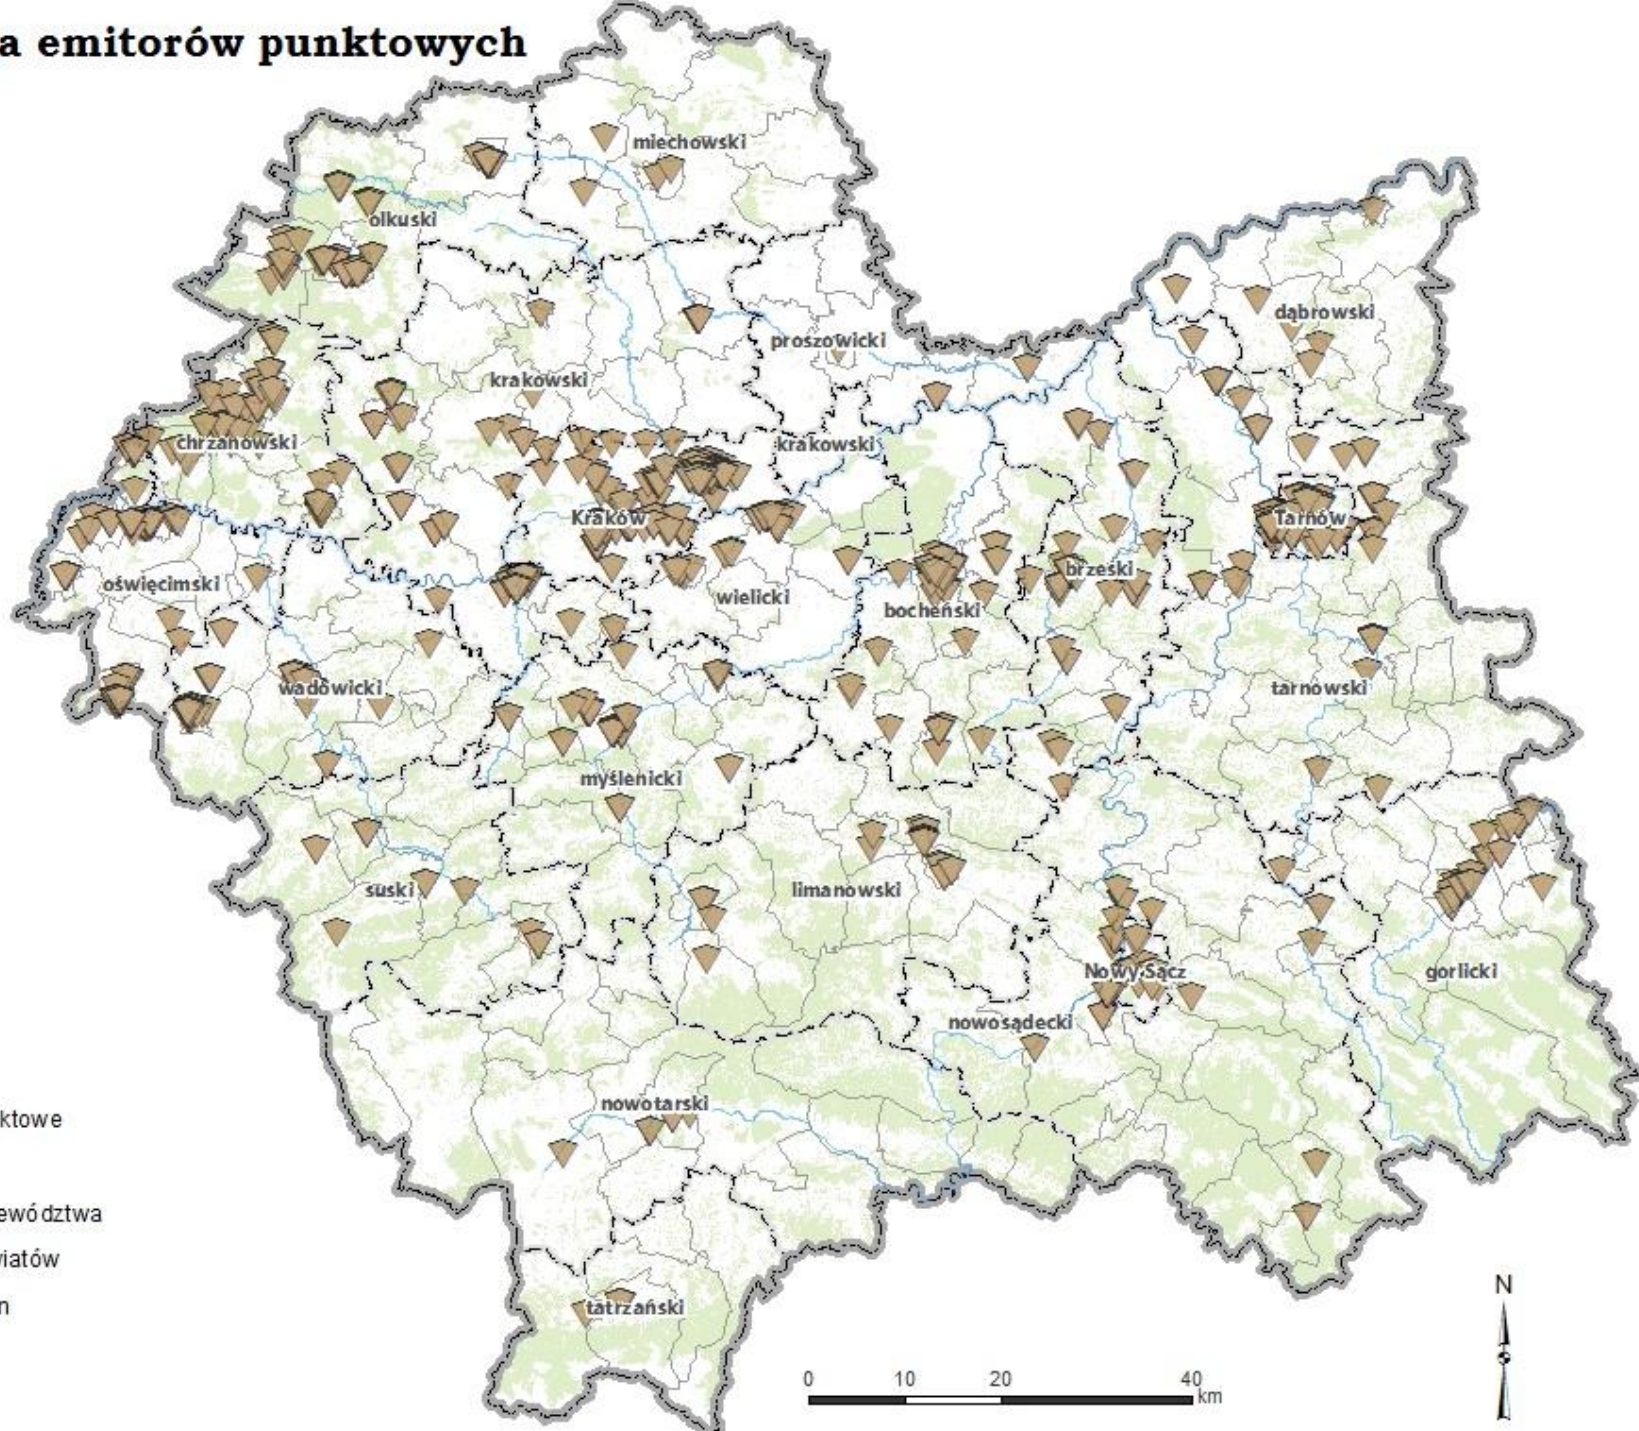 a emitorów punktowych
miechowski
olkuski
dąbrowski
proszowicki
krakowski
chrzanowski
krakowski
Kraków
Tarnów
oświęcimski
wielicki
bocheński
brzeski
wadowicki
tarnowski
myślenicki
suski
limanowski
Nowy Sącz
gorlicki
nowosądecki
nowotarski
ktowe
ewództwa
iatów
n
tatrzański
N
0 10 20 40
km